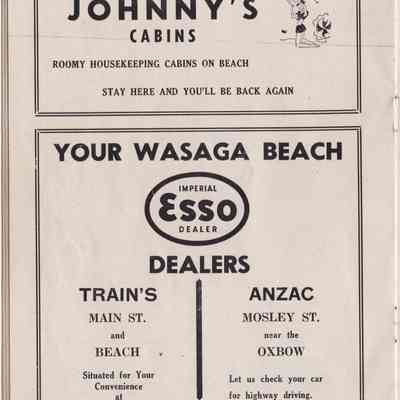 JOHNNY'S
CABINS
ROOMY HOUSEKEEPING CABINS ON BEACH
STAY HERE AND YOU'LL BE BACK AGAIN
YOUR WASAGA BEACH
IMPERIAL
Esso
DEALER
DEALERS
TRAIN'S
MAIN ST.
and
BEACH
Situated for Your
Convenience
at
ANZAC
MOSLEY ST.
near the
OXBOW
Let us check your car
for highway driving.